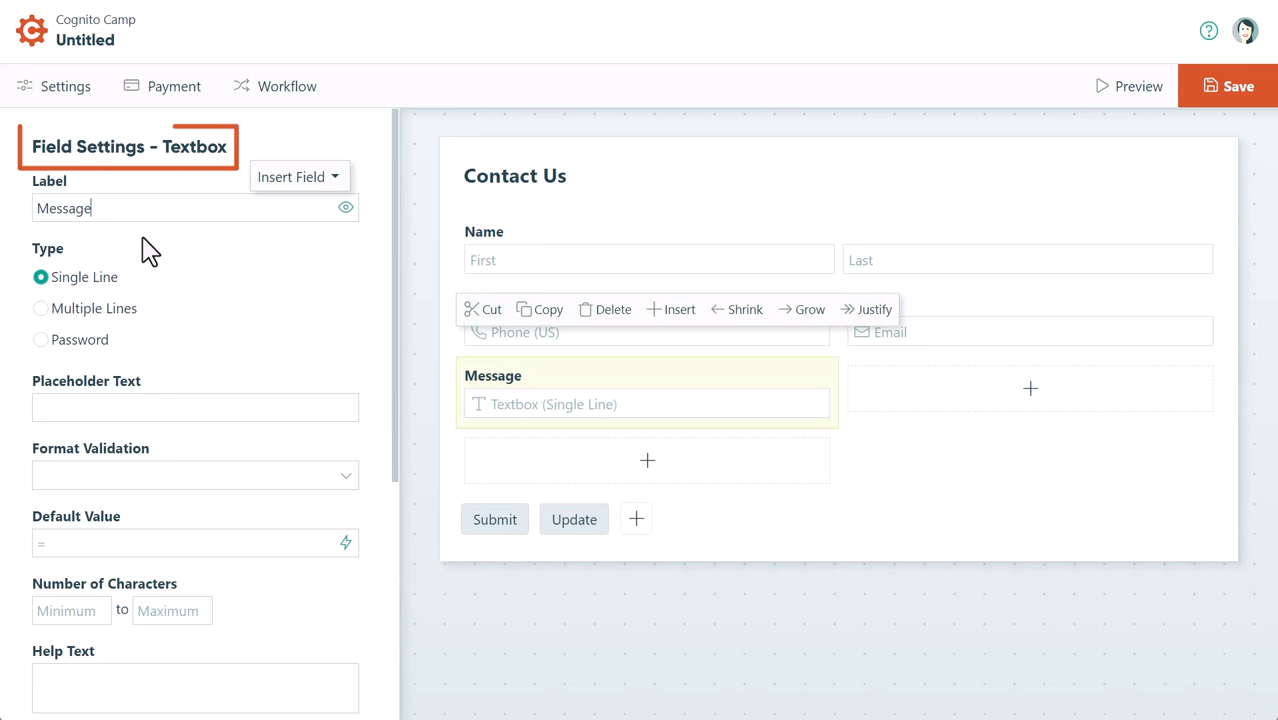 Cognito Camp
Untitled
Settings
Payment
Workflow
Preview
Save
Field Settings - Textbox
Insert Field
Label
Message
Type
Single Line
Multiple Lines
Password
Placeholder Text
Format Validation
Default Value
=
Number of Characters
Minimum to Maximum
Help Text
Contact Us
Name
First
Last
Cut Copy Delete Insert Shrink Grow Justify
Phone (US)
Email
Message
Textbox (Single Line)
Submit
Update